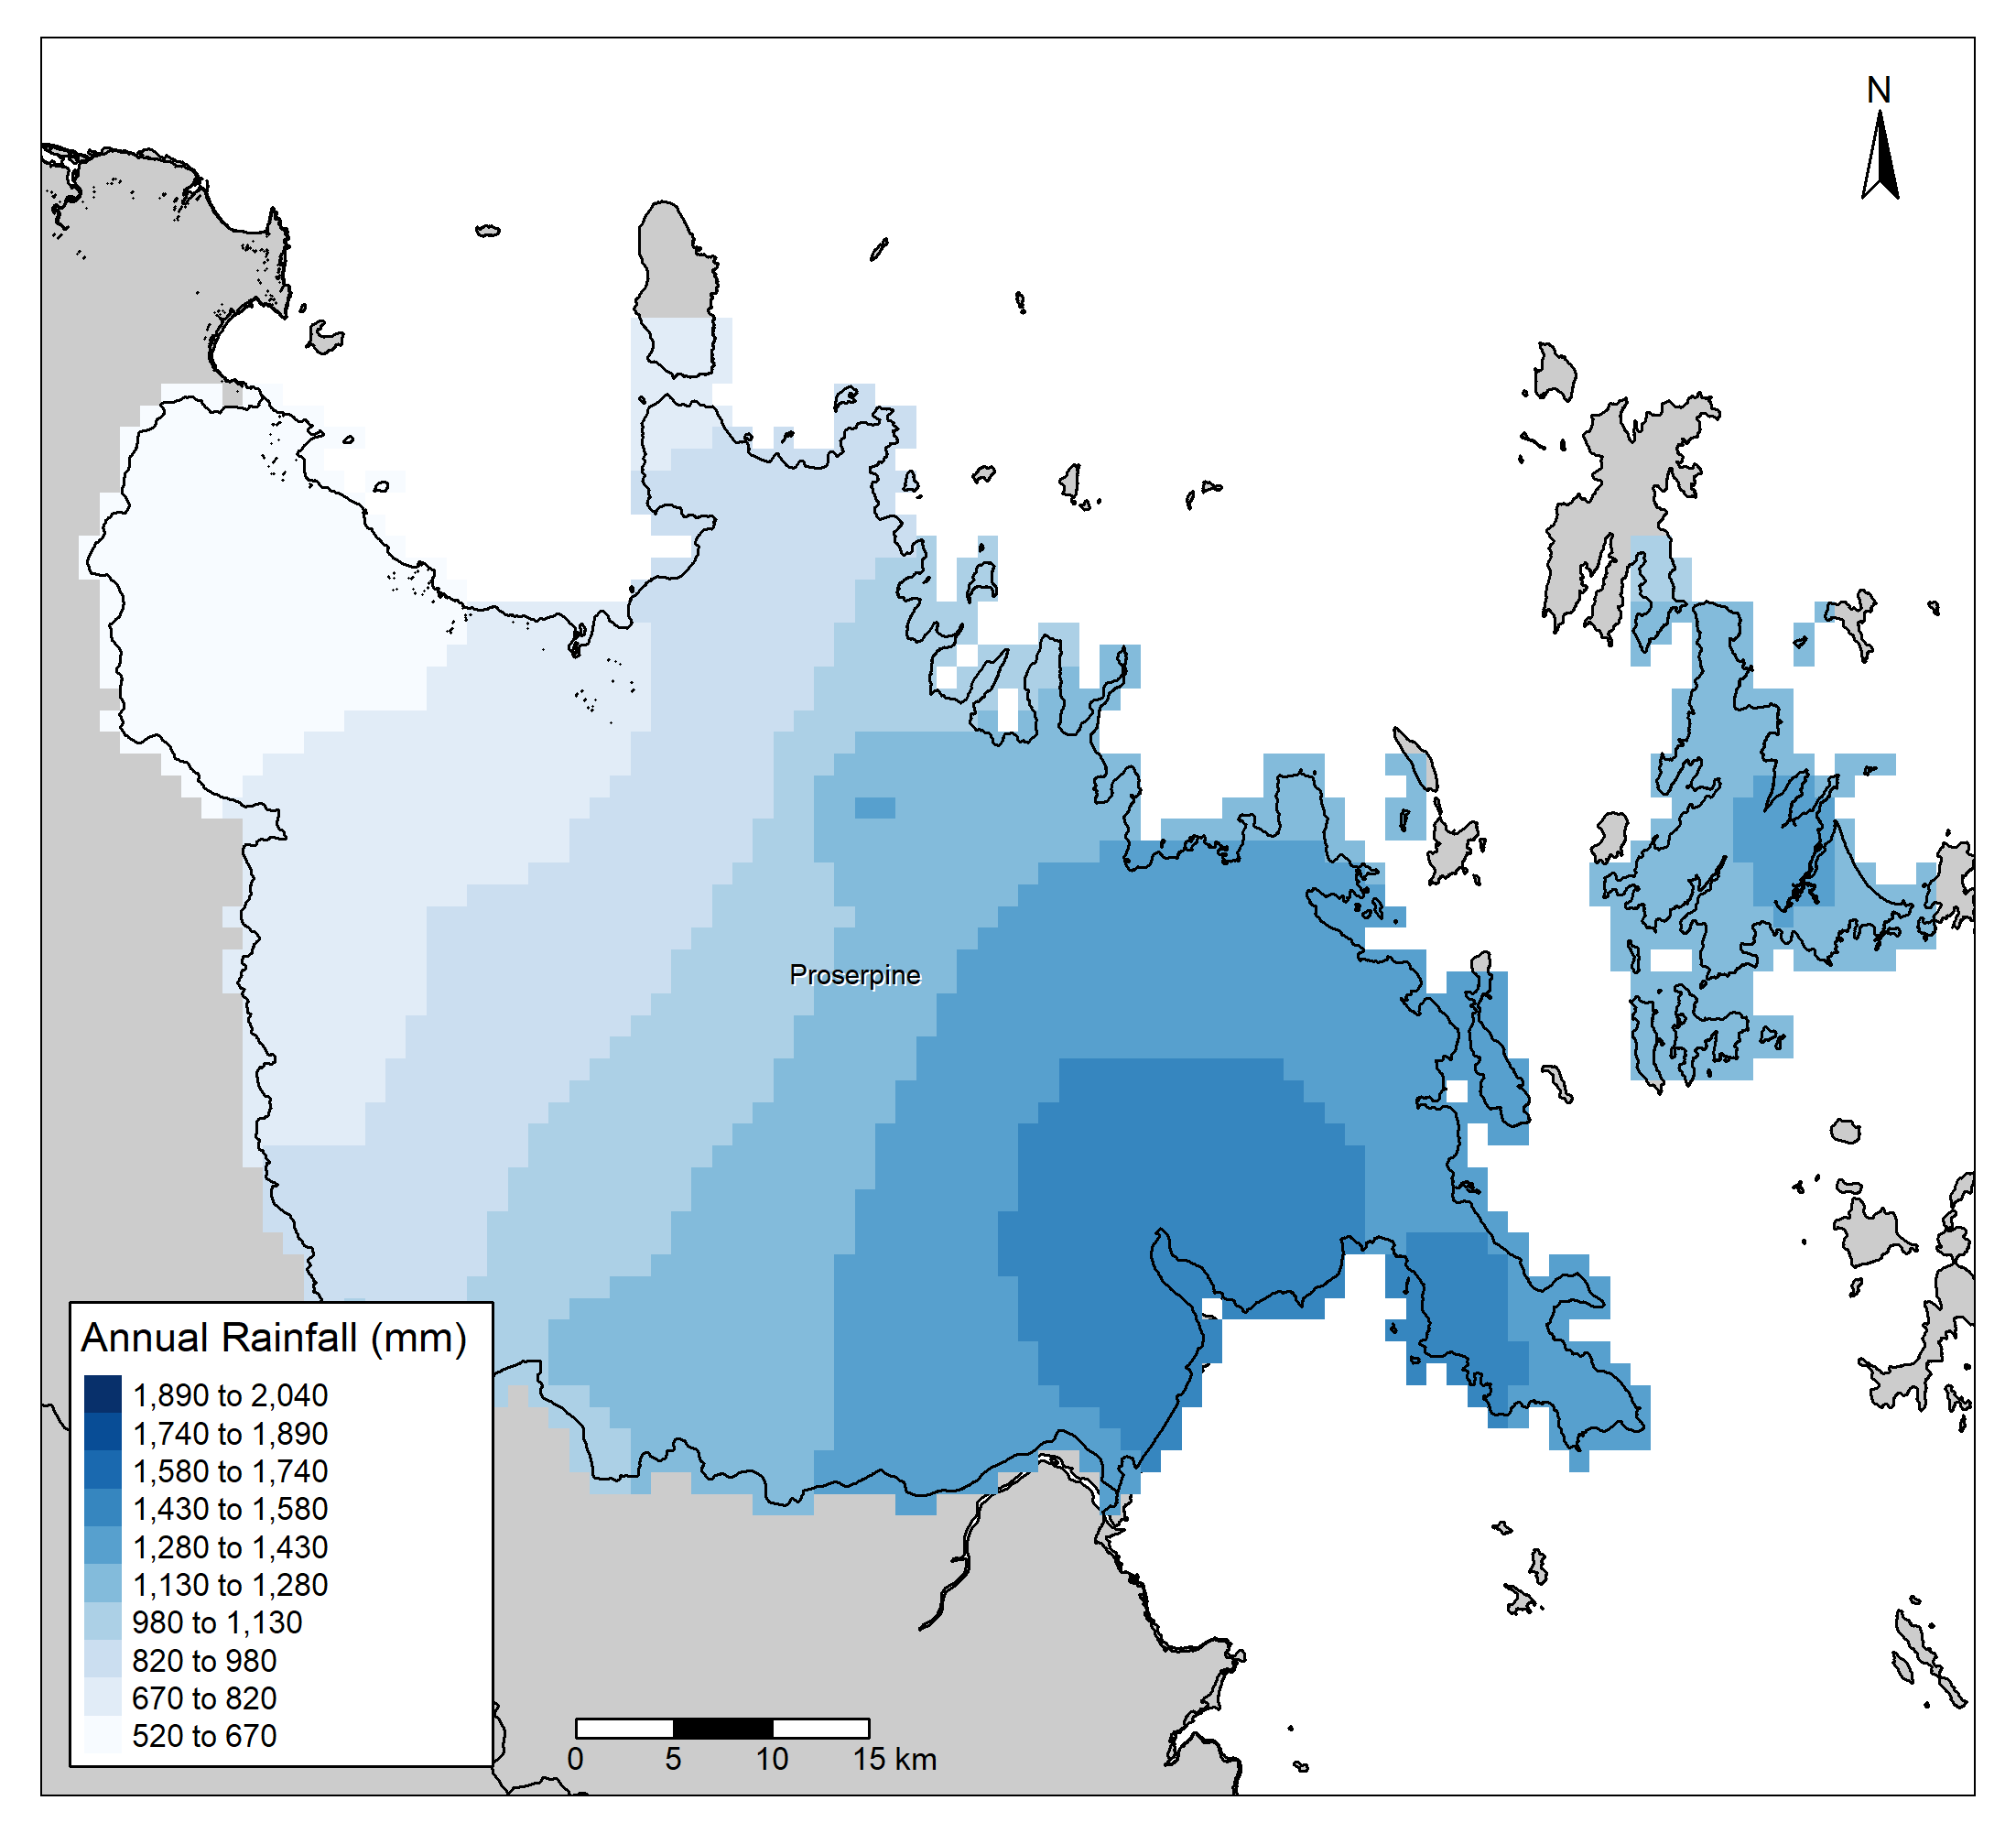 N
Proserpine
Annual Rainfall (mm)
1,890 to 2,040
1,740 to 1,890
1,580 to 1,740
1,430 to 1,580
1,280 to 1,430
1,130 to 1,280
980 to 1,130
820 to 980
670 to 820
520 to 670
0 5 10 15 km